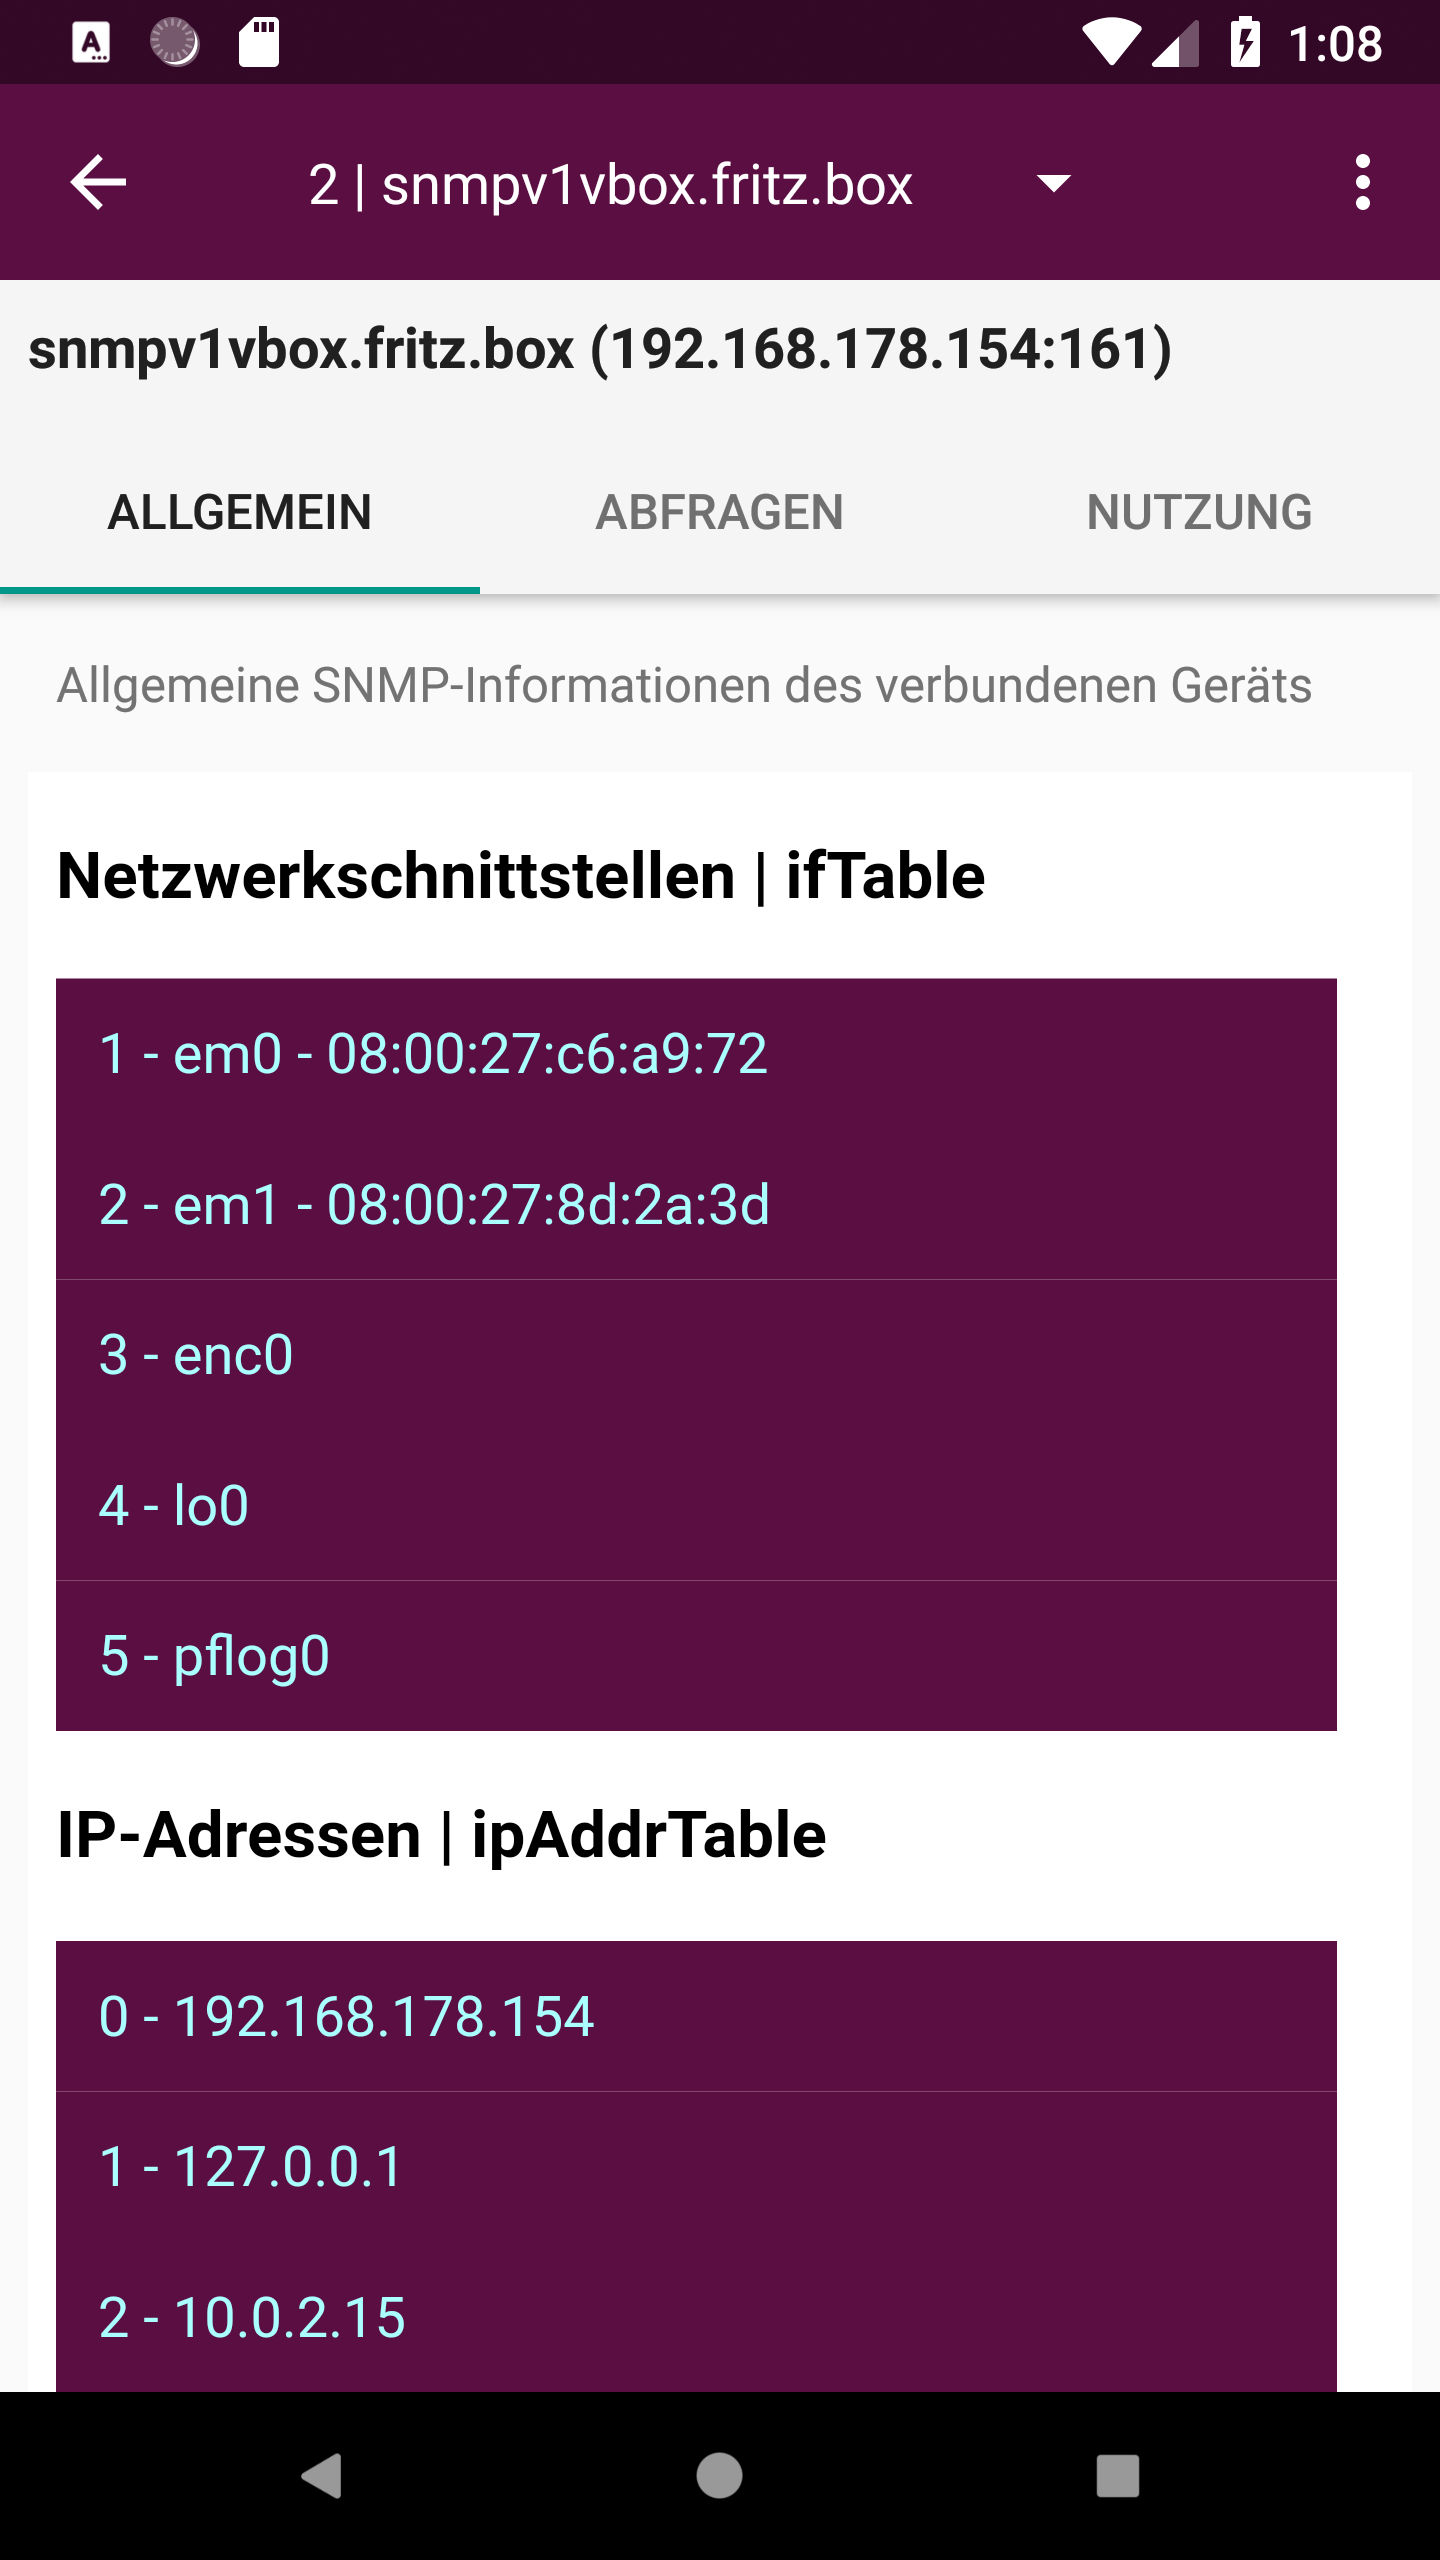 1:08
2 | snmpv1vbox.fritz.box
snmpv1vbox.fritz.box (192.168.178.154:161)
ALLGEMEIN ABFRAGEN NUTZUNG
Allgemeine SNMP-Informationen des verbundenen Geräts
Netzwerkschnittstellen | ifTable
1 - em0 - 08:00:27:c6:a9:72
2 - em1 - 08:00:27:8d:2a:3d
3 - enc0
4 - lo0
5 - pflog0
IP-Adressen | ipAddrTable
0 - 192.168.178.154
1 - 127.0.0.1
2 - 10.0.2.15